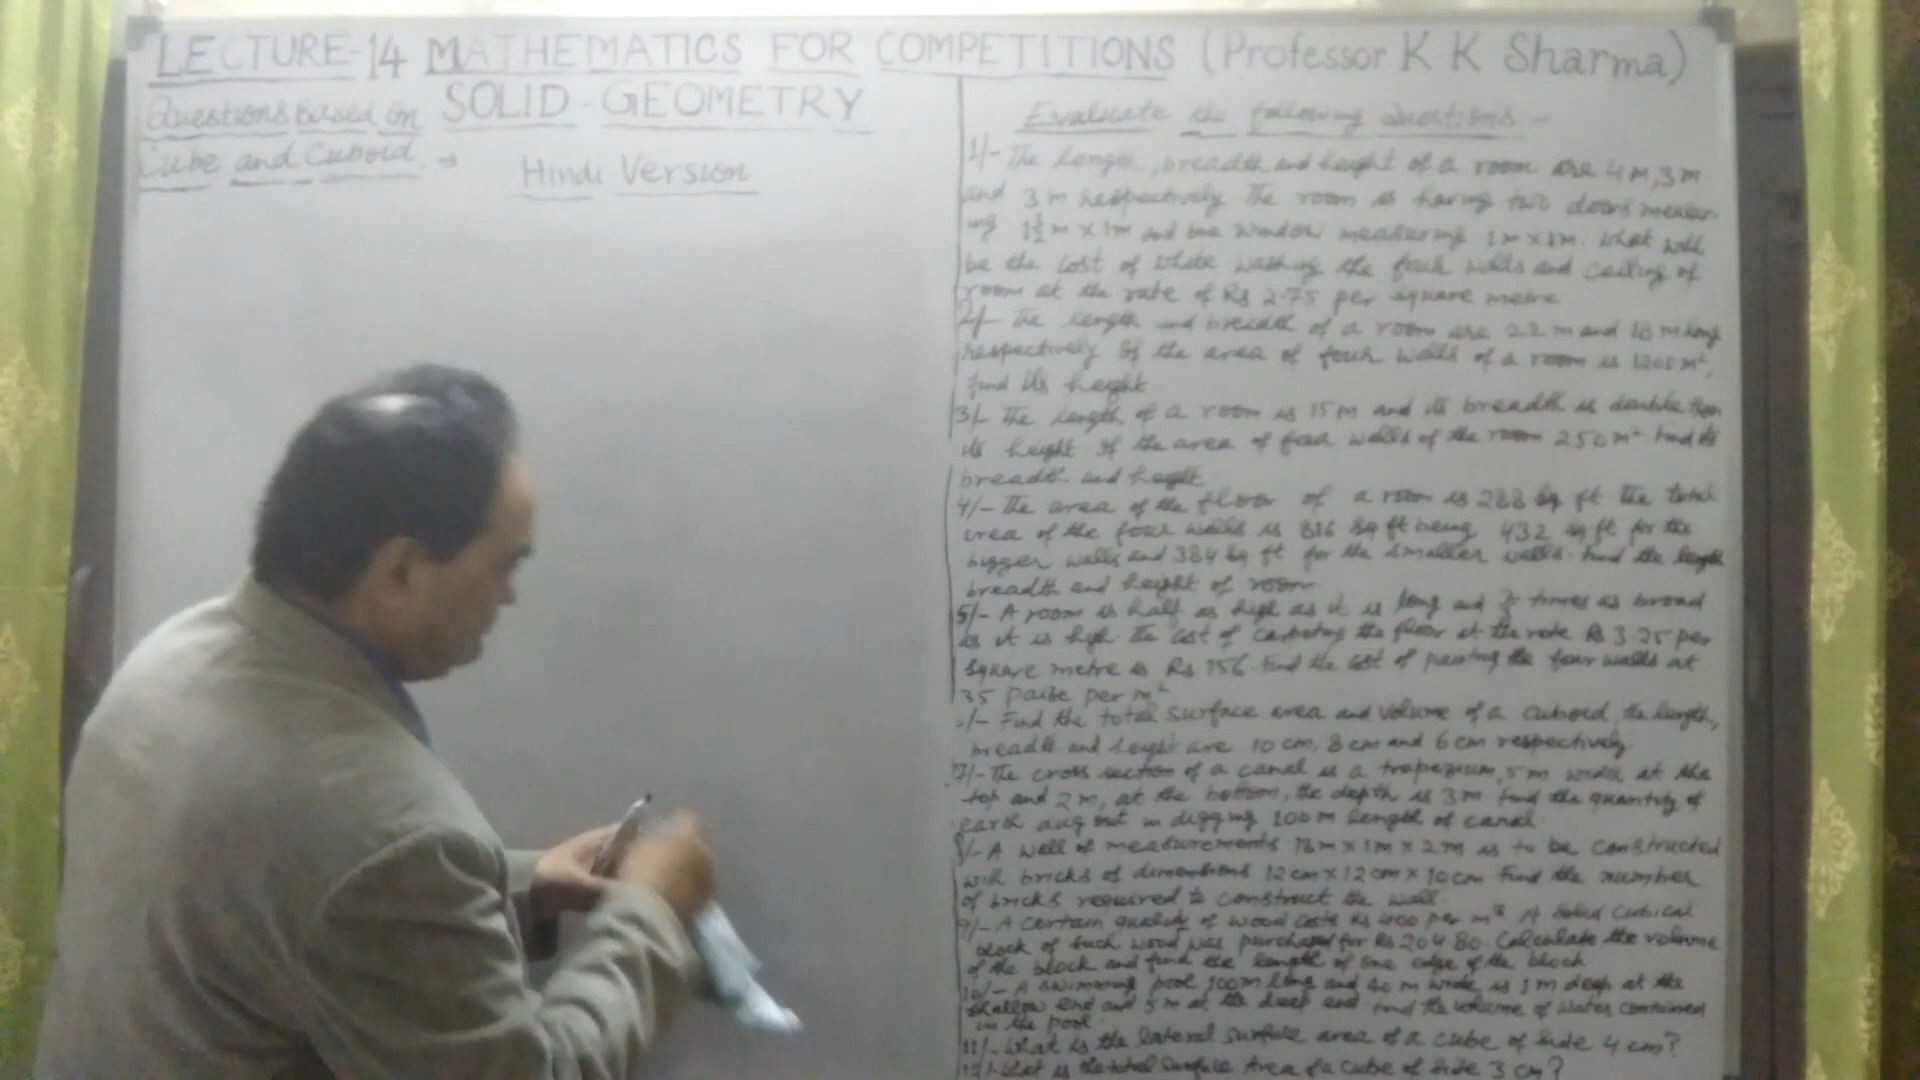 LECTURE-14 MATHEMATICS FOR COMPETITIONS (Professor K K Sharma)
SOLID-GEOMETRY
Questions Based on
Cube and Cuboid. →
Hindi Version
Evaluate the following Questions -
1/- The length, breadth and height of a room are 4 m, 3 m
and 3 m respectively. The room is having two doors measur-
ing 1½ m x 1m and one window measuring 1m x 1m. What will
be the cost of white washing the four walls and ceiling of
room at the rate of Rs 2.75 per square metre
2/- The length and breadth of a room are 22 m and 18 m long
respectively If the area of four walls of a room is 1200 m².
find its height
3/- The length of a room is 15 m and its breadth is double than
its height If the area of four walls of the room 250 m² Find its
breadth and height
4/- The area of the floor of a room is 288 sq ft The total
area of the four walls is 816 sq ft being 432 sq ft for the
bigger walls and 384 sq ft for the smaller walls. Find the length
breadth and height of room
5/- A room is half as high as it is long and times as broad
as it is high. The cost of carpeting the floor at the rate Rs 3.25 per
square metre is Rs 156. Find the cost of painting the four walls at
35 paise per m²
/- Find the total surface area and volume of a cuboid, the length,
breadth and height are 10 cm, 8 cm and 6 cm respectively
7/- The cross section of a canal is a trapezium, 5 m wide at the
top and 2 m, at the bottom, the depth is 3 m Find the quantity of
earth dug out in digging 100 m length of canal
8/- A wall of measurements 18 m x 1m x 2 m is to be constructed
with bricks of dimensions 12 cm x 12 cm x 10 cm Find the number
of bricks required to construct the wall.
9/- A certain quality of wood costs Rs 400 per m³ A solid cubical
block of such wood was purchased for Rs 204.80. Calculate the volume
of the block and find the length of one edge of the block
10/- A swimming pool 100 m long and m wide is 1 m deep at the
shallow end and 5 m at the deep end find the volume of water contained
in the pool.
11/- What is the lateral surface area of a cube of side 4 cm?
12/- What is the total surface Area of a cube of side 3 cm?